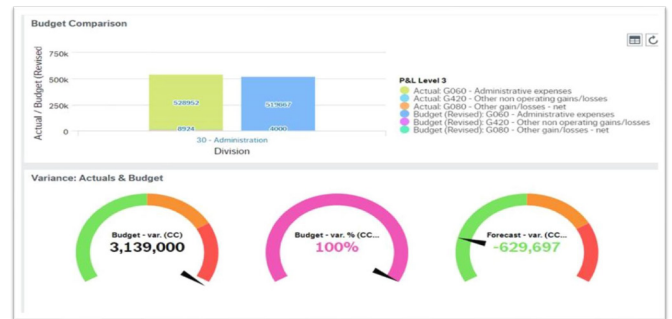 Budget Comparison
Actual / Budget (Revised
750k
500k
250k
0
528952
8924
519667
4000
30 - Administration
Division
P&L Level 3
Actual: G060 - Administrative expenses
Actual: G420 - Other non operating gains/losses
Actual: G080 - Other gain/losses - net
Budget (Revised): G060 - Administrative expenses
Budget (Revised): G420 - Other non operating gains/losses
Budget (Revised): G080 - Other gain/losses - net
Variance: Actuals & Budget
Budget - var. (CC)
3,139,000
Budget - var. % (CC...
100%
Forecast - var. (CC...
-629,697